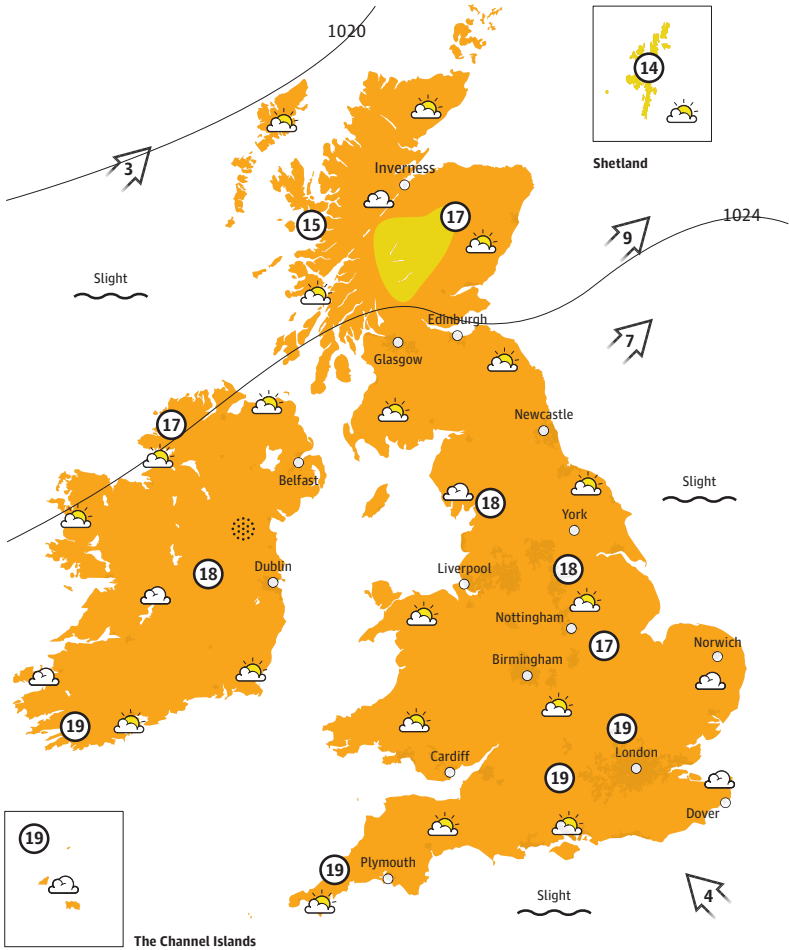 1020
14
Shetland
3
Inverness
15
17
9
1024
Slight
Edinburgh
7
Glasgow
17
Newcastle
Belfast
18
Slight
York
18
Dublin
18
Liverpool
Nottingham
17
Norwich
Birmingham
19
19
London
Cardiff
19
Dover
19
Plymouth
19
4
Slight
The Channel Islands